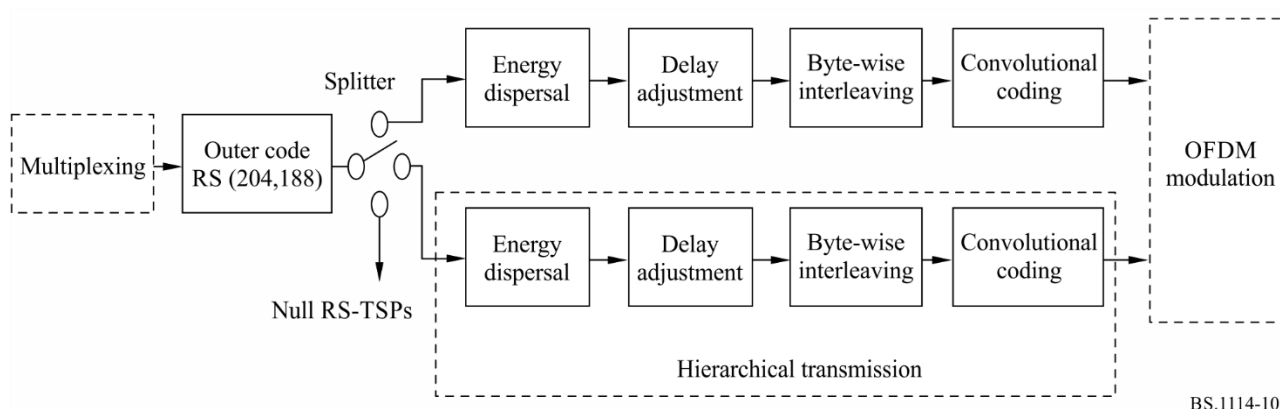 Splitter
Multiplexing
Outer code
RS (204,188)
Energy
dispersal
Delay
adjustment
Byte-wise
interleaving
Convolutional
coding
OFDM
modulation
Energy
dispersal
Delay
adjustment
Byte-wise
interleaving
Convolutional
coding
Null RS-TSPs
Hierarchical transmission
BS.1114-10